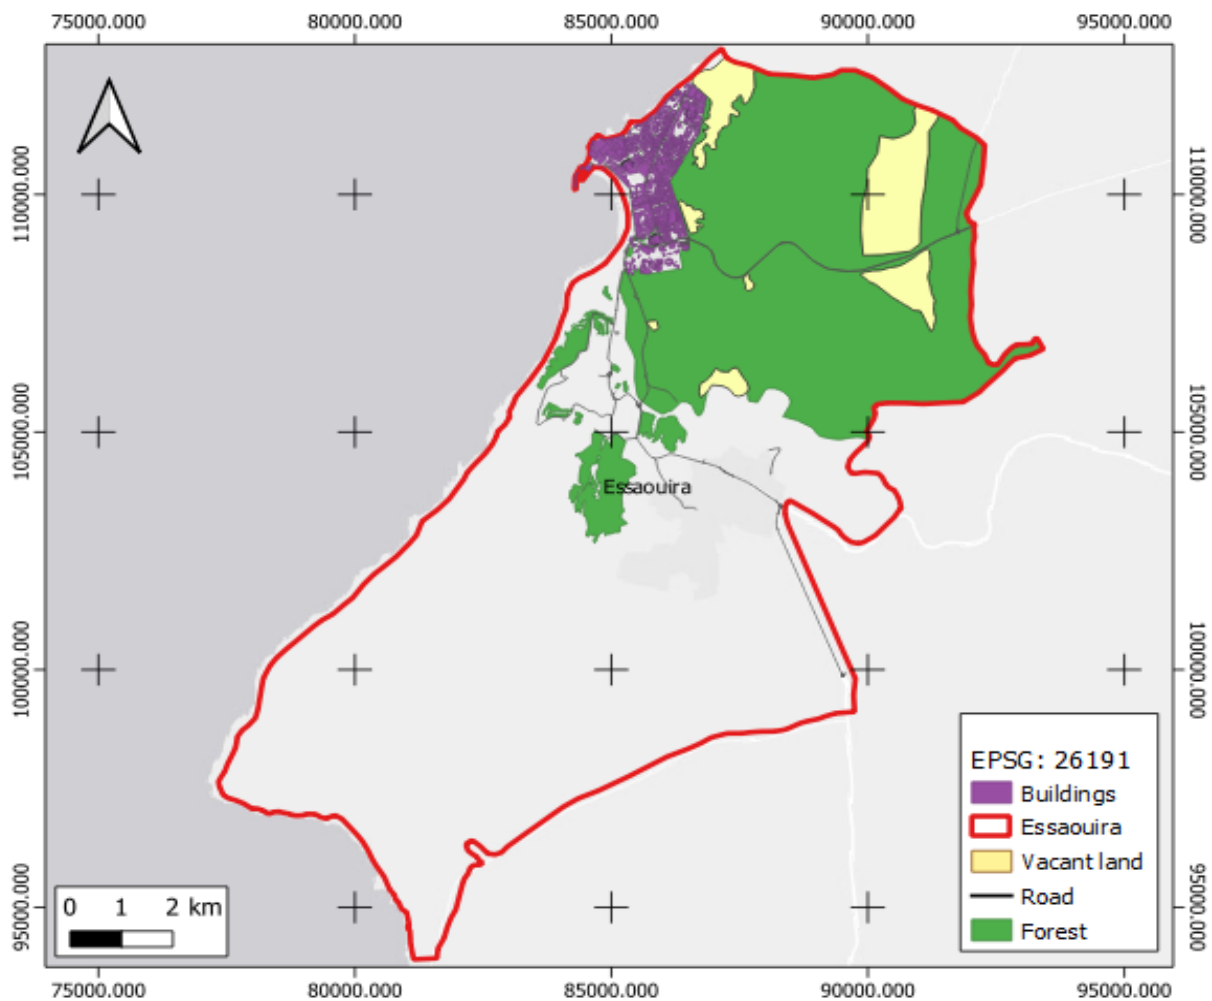 75000.000 80000.000 85000.000 90000.000 95000.000
110000.000 110000.000
105000.000 105000.000
Essaouira
100000.000 100000.000
95000.000 95000.000
EPSG: 26191
Buildings
Essaouira
Vacant land
Road
Forest
0 1 2 km
75000.000 80000.000 85000.000 90000.000 95000.000